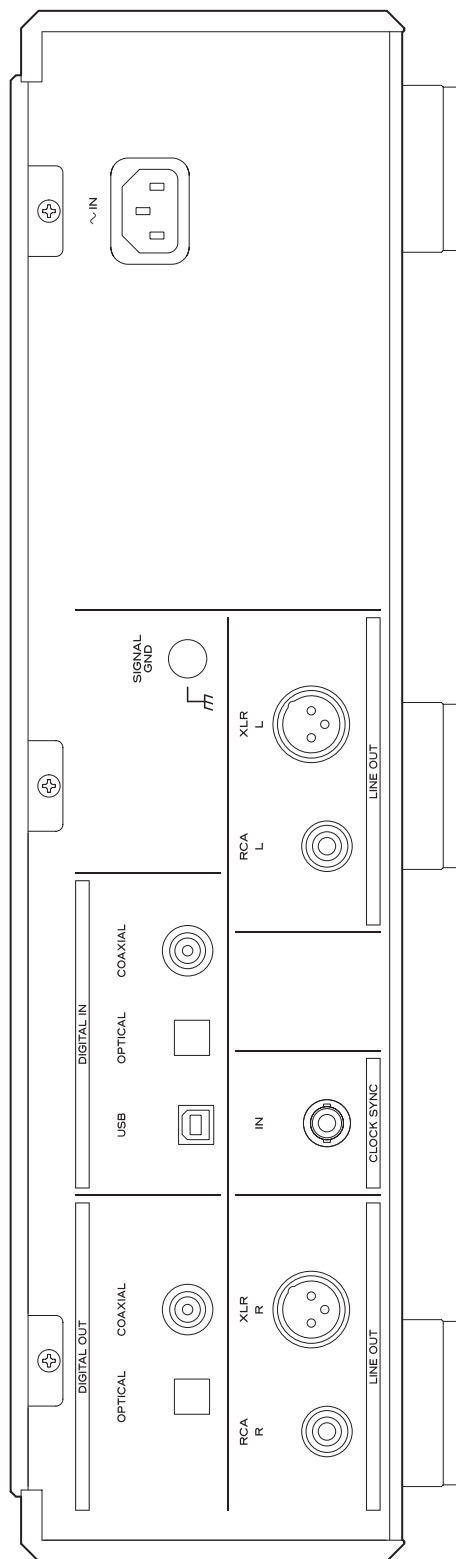 DIGITAL OUT
OPTICAL
COAXIAL
DIGITAL IN
USB
OPTICAL
COAXIAL
SIGNAL
GND
～ IN
RCA
R
XLR
R
LINE OUT
IN
CLOCK SYNC
RCA
L
XLR
L
LINE OUT